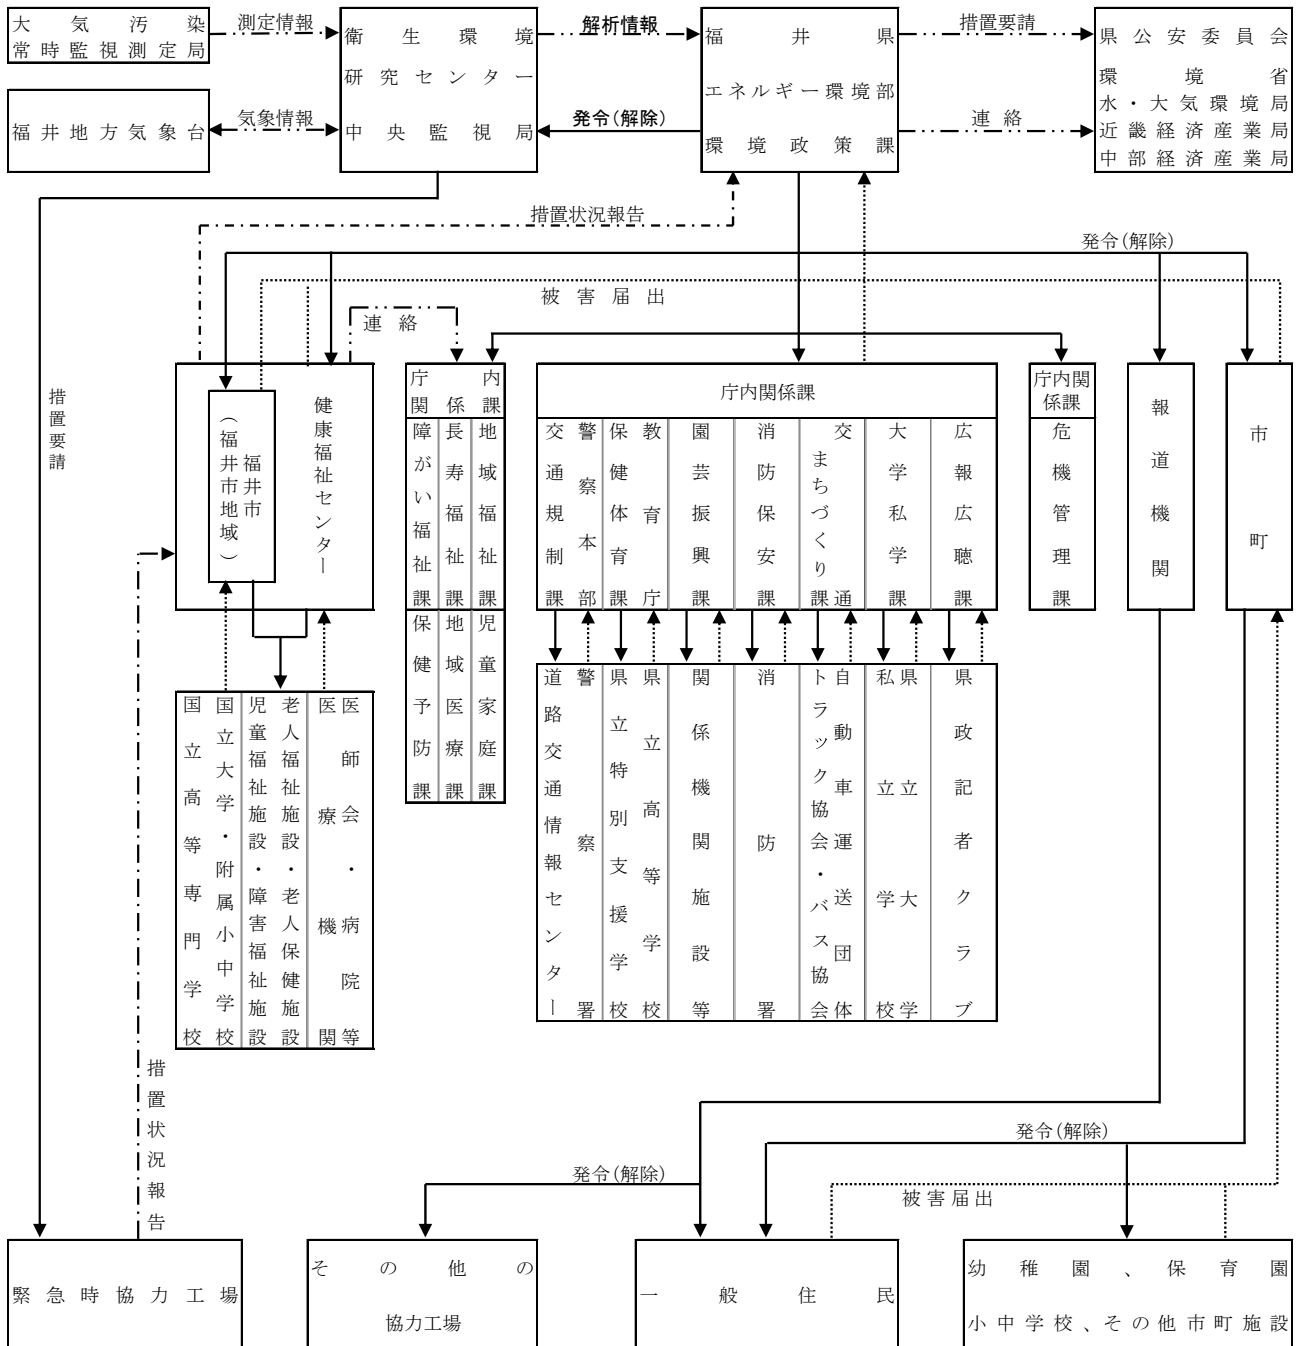 大気汚染
常時監視測定局
測定情報
衛生環境
研究センター
中央監視局
解析情報
福井県
エネルギー環境部
環境政策課
措置要請
県公安委員会
環境省
水・大気環境局
近畿経済産業局
中部経済産業局
福井地方気象台
気象情報
発令(解除)
連絡
措置状況報告
発令(解除)
被害届出
連絡
措置要請
福井市
(福井市地域)
健康福祉センター
庁内
関係課
障がい福祉課
長寿福祉課
地域福祉課
保健予防課
地域医療課
児童家庭課
庁内関係課
警察本部
交通規制課
教育庁
保健体育課
園芸振興課
消防保安課
交通
まちづくり課
大学私学課
広報広聴課
庁内関
係課
危機管理課
報道機関
市町
国立大学・附属小中学校
国立高等専門学校
老人福祉施設・老人保健施設
児童福祉施設・障害福祉施設
医師会・病院等
医療機関
道路交通情報センター
警察署
県立特別支援学校
県立高等学校
関係機関施設等
消防署
自動車運送団体
トラック協会・バス協会
県立大学
私立学校
県政記者クラブ
措置状況報告
発令(解除)
発令(解除)
被害届出
緊急時協力工場
その他の
協力工場
一般住民
幼稚園、保育園
小中学校、その他市町施設